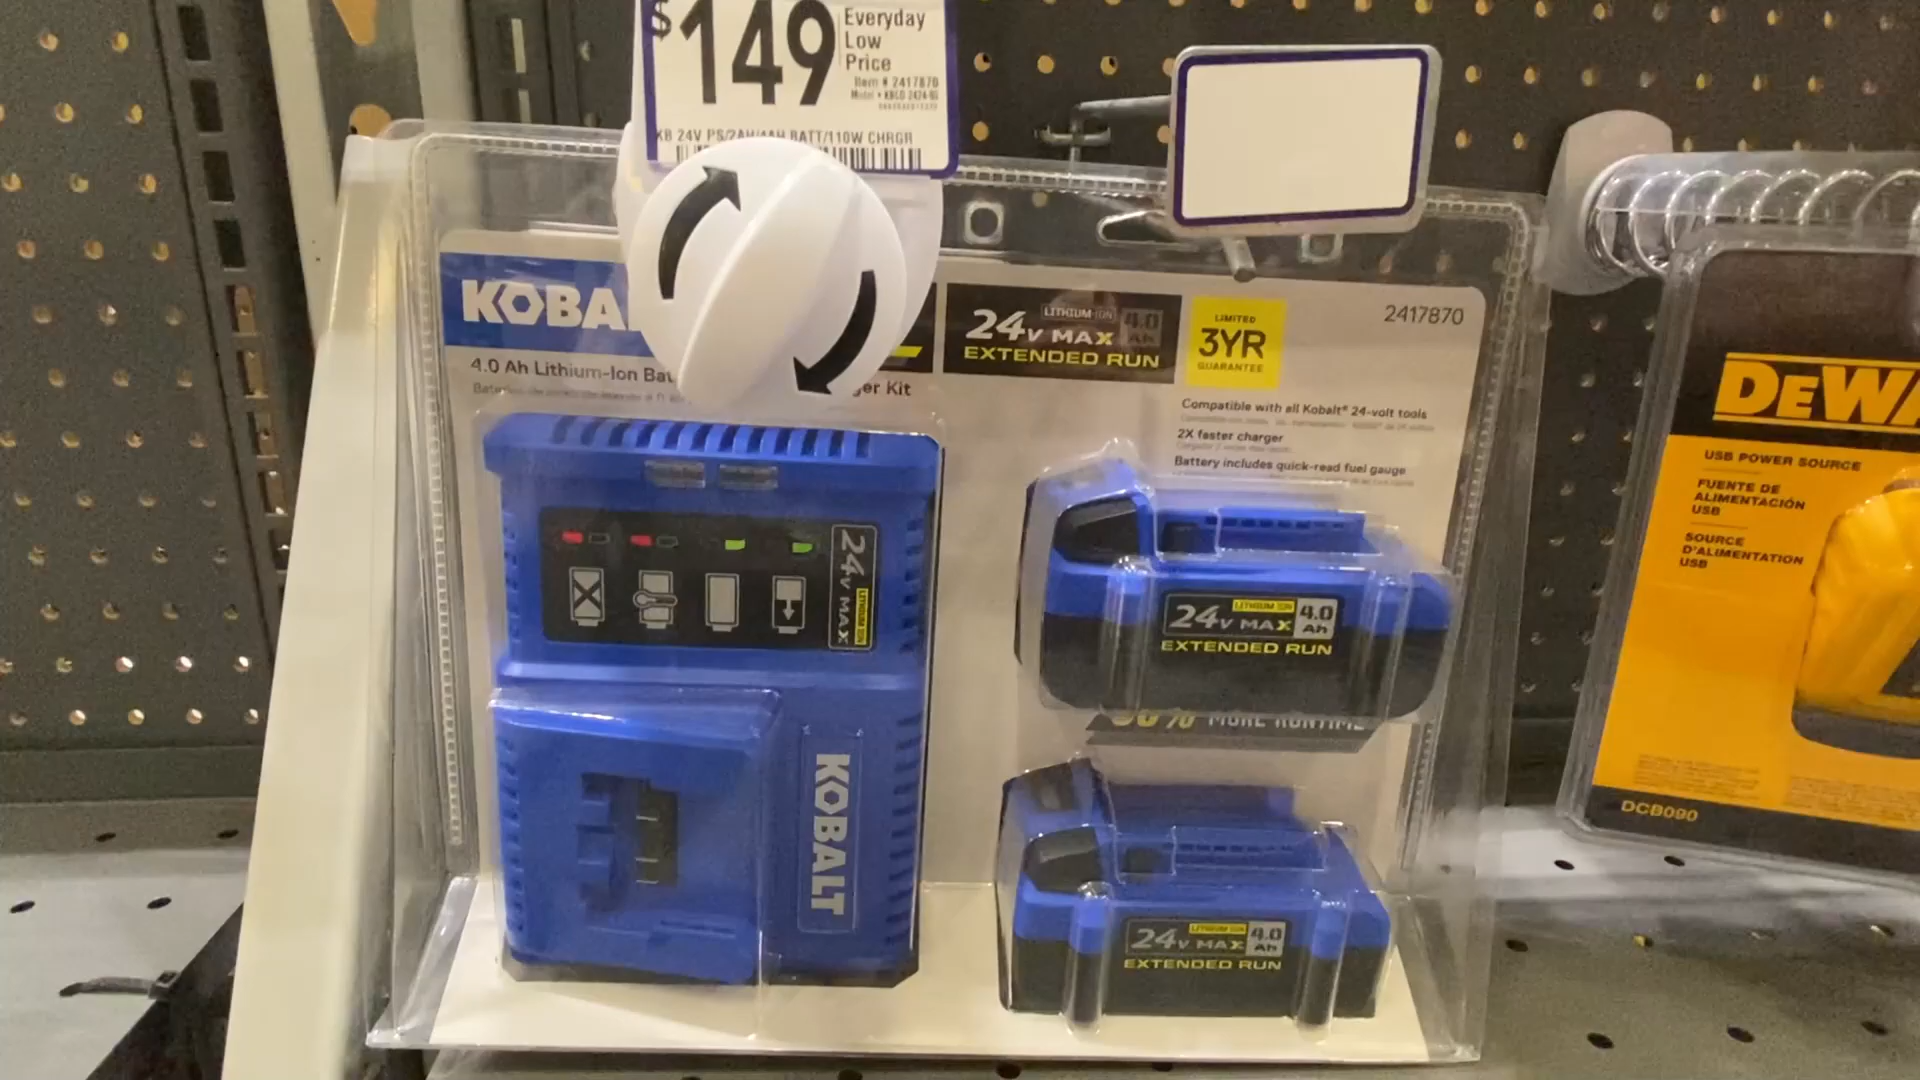 $149
Everyday
Low
Price
Item # 2417870
KB 24V PS/2AH/4AH BATT/110W CHRGR
KOBA
4.0 Ah Lithium-Ion Bat
ger Kit
LITHIUM-ION
24V MAX
4.0
Ah
EXTENDED RUN
LIMITED
3YR
GUARANTEE
2417870
Compatible with all Kobalt® 24-volt tools
2X faster charger
Battery includes quick-read fuel gauge
24V MAX
LITHIUM ION
KOBALT
LITHIUM ION
24V MAX
4.0
Ah
EXTENDED RUN
50% MORE RUNTIME
LITHIUM ION
24V MAX
4.0
Ah
EXTENDED RUN
DEWA
USB POWER SOURCE
FUENTE DE
ALIMENTACIÓN
USB
SOURCE
D'ALIMENTATION
USB
DCB090